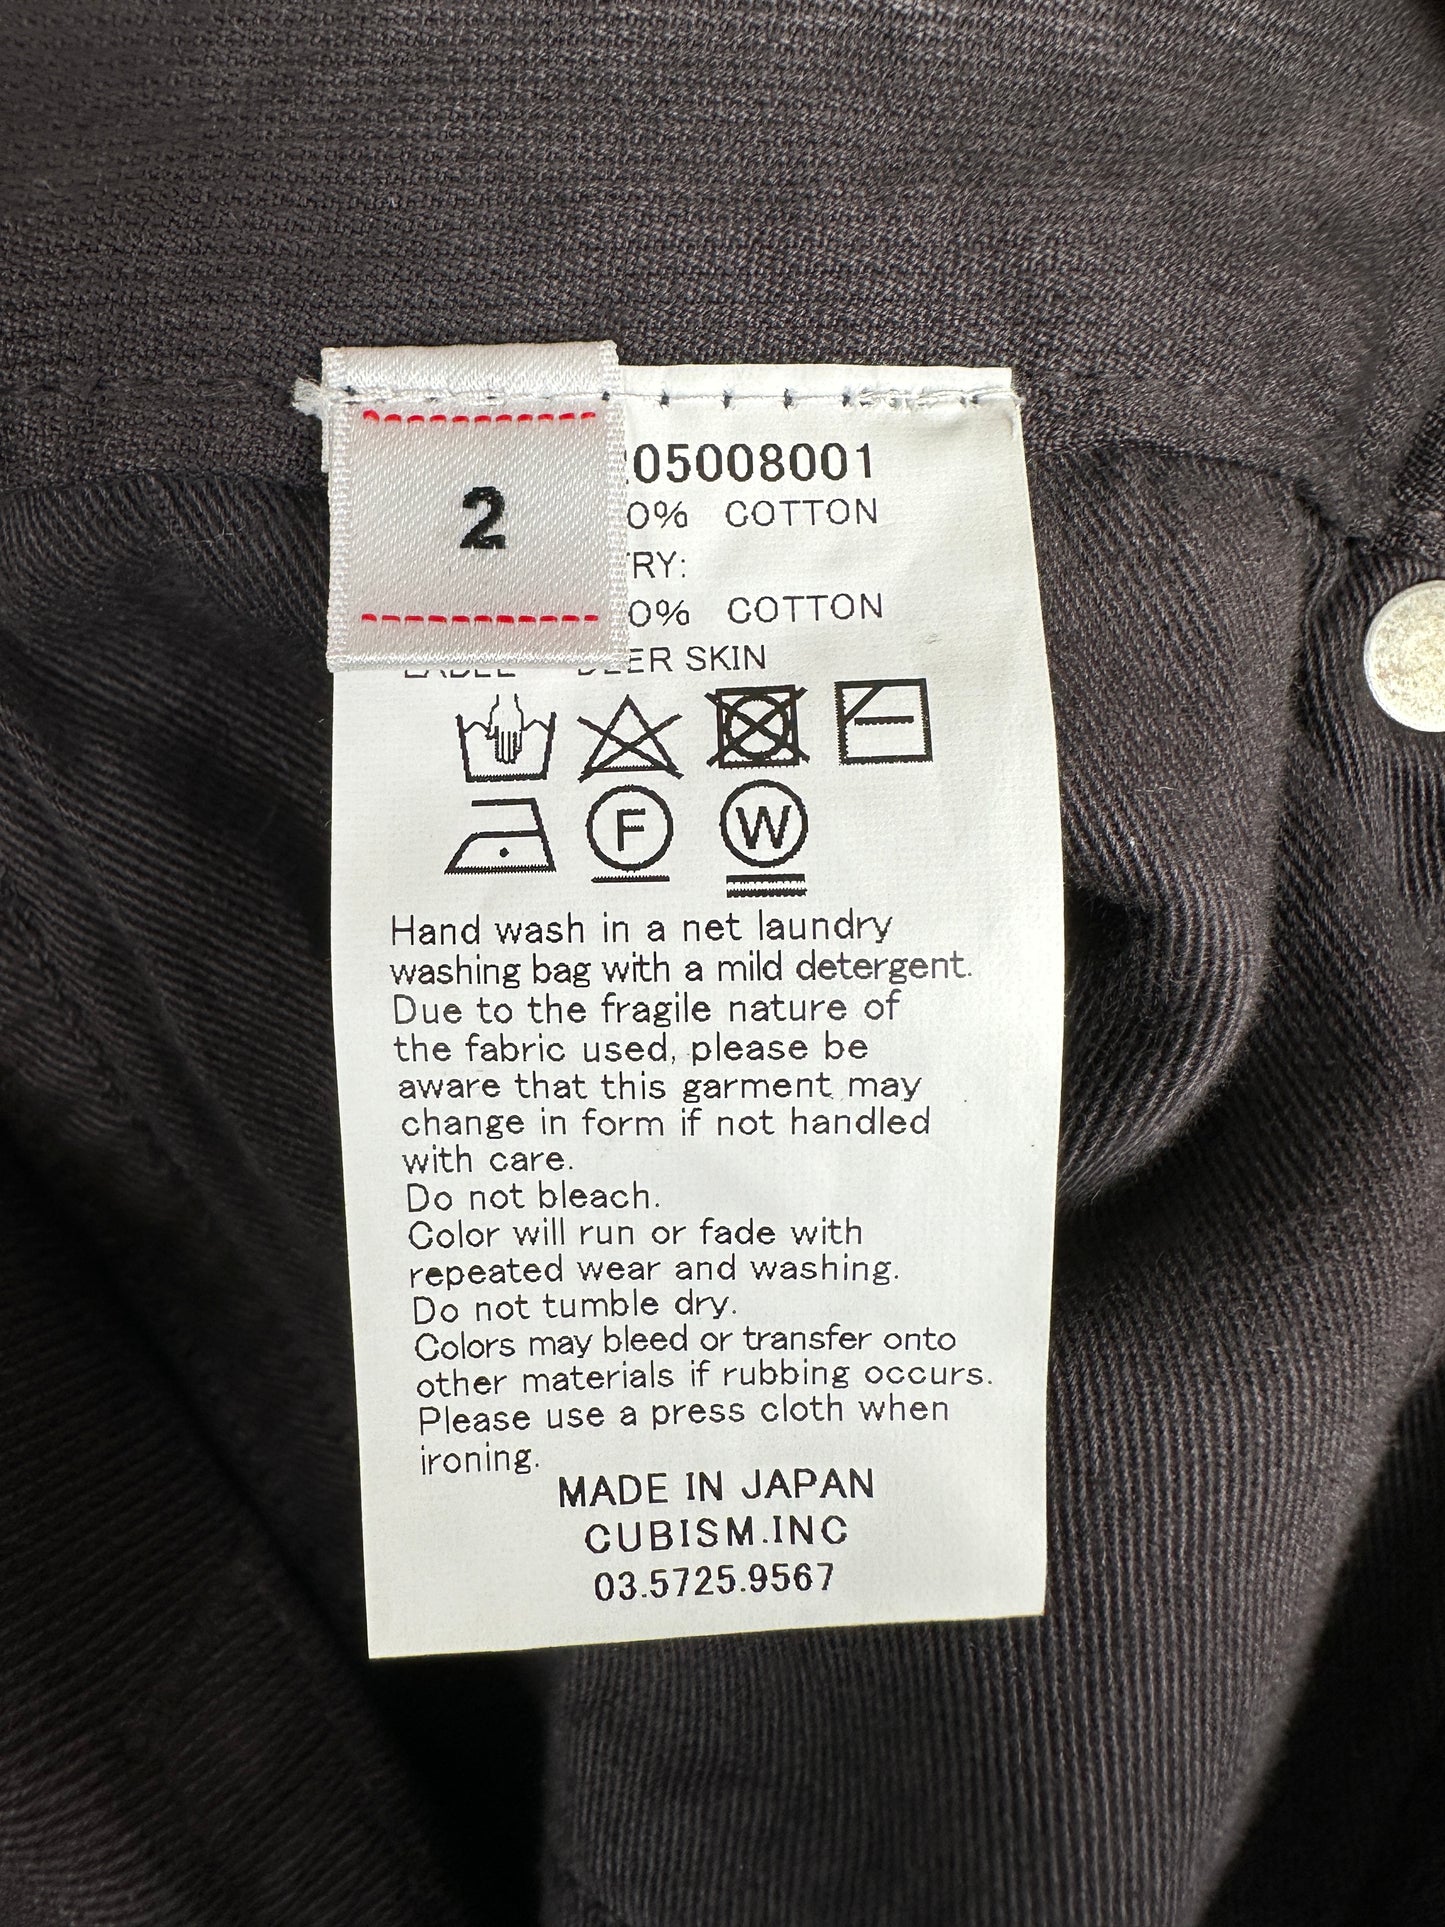 2
05008001
0% COTTON
RY:
0% COTTON
LABEL DEER SKIN
F
W
Hand wash in a net laundry
washing bag with a mild detergent.
Due to the fragile nature of
the fabric used, please be
aware that this garment may
change in form if not handled
with care.
Do not bleach.
Color will run or fade with
repeated wear and washing.
Do not tumble dry.
Colors may bleed or transfer onto
other materials if rubbing occurs.
Please use a press cloth when
ironing.
MADE IN JAPAN
CUBISM.INC
03.5725.9567